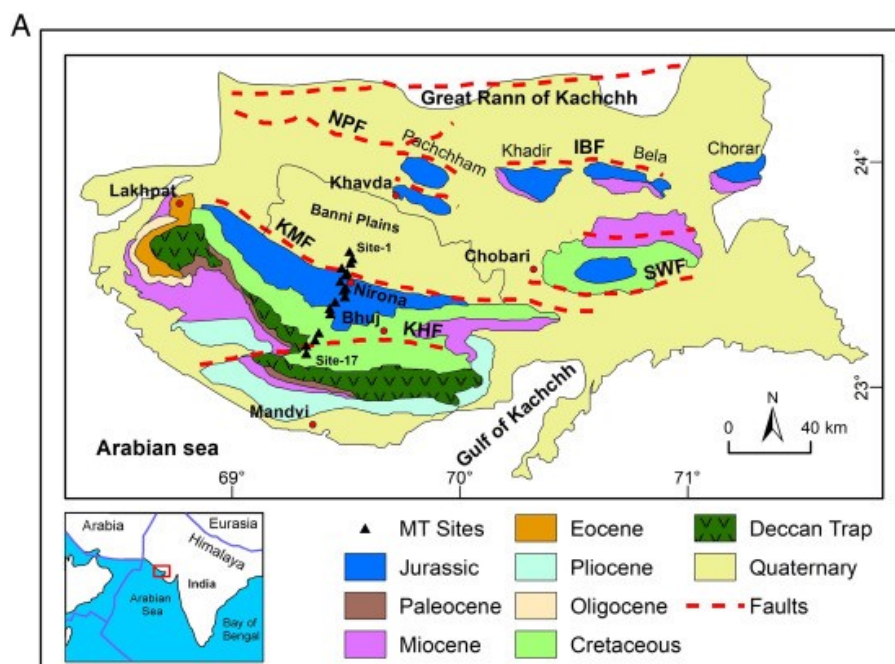 A
Great Rann of Kachchh
NPF
Pachchham
Khadir
IBF
Bela
Chorar
24°
Lakhpat
Khavda
Banni Plains
KMF
Site-1
Chobari
SWF
Nirona
Bhuj
KHF
Site-17
23°
Mandvi
Gulf of Kachchh
N
0 40 km
Arabian sea
69° 70° 71°
Arabia
Eurasia
Himalaya
India
Arabian
Sea
Bay of
Bengal
MT Sites
Jurassic
Paleocene
Miocene
Eocene
Pliocene
Oligocene
Cretaceous
Deccan Trap
Quaternary
Faults